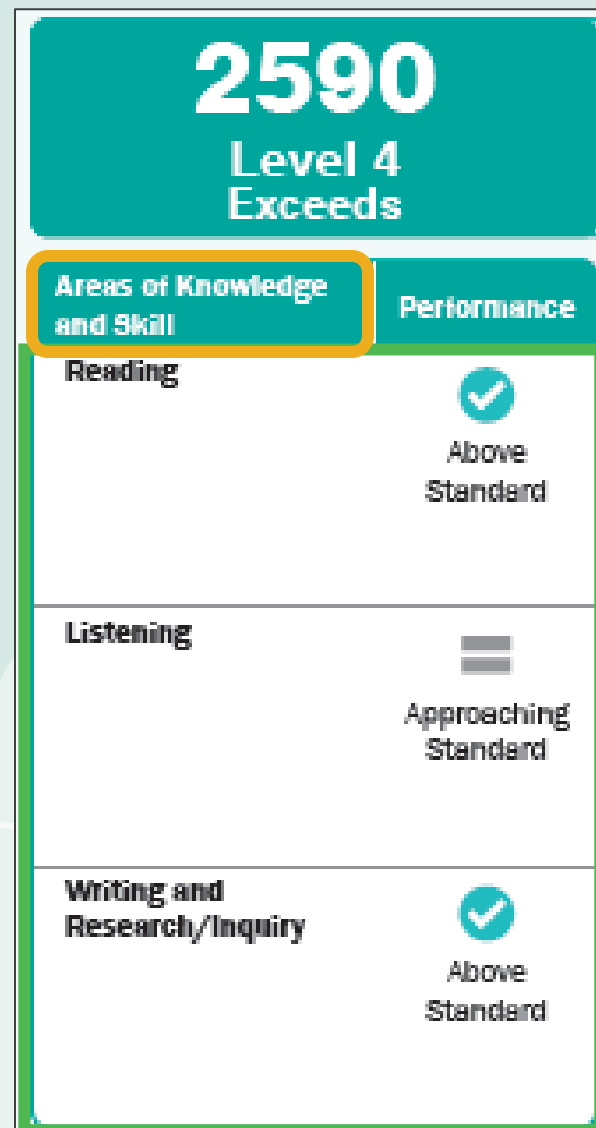 2590
Level 4
Exceeds
Areas of Knowledge
and Skill
Performance
Reading
Above
Standard
Listening
Approaching
Standard
Writing and
Research/Inquiry
Above
Standard